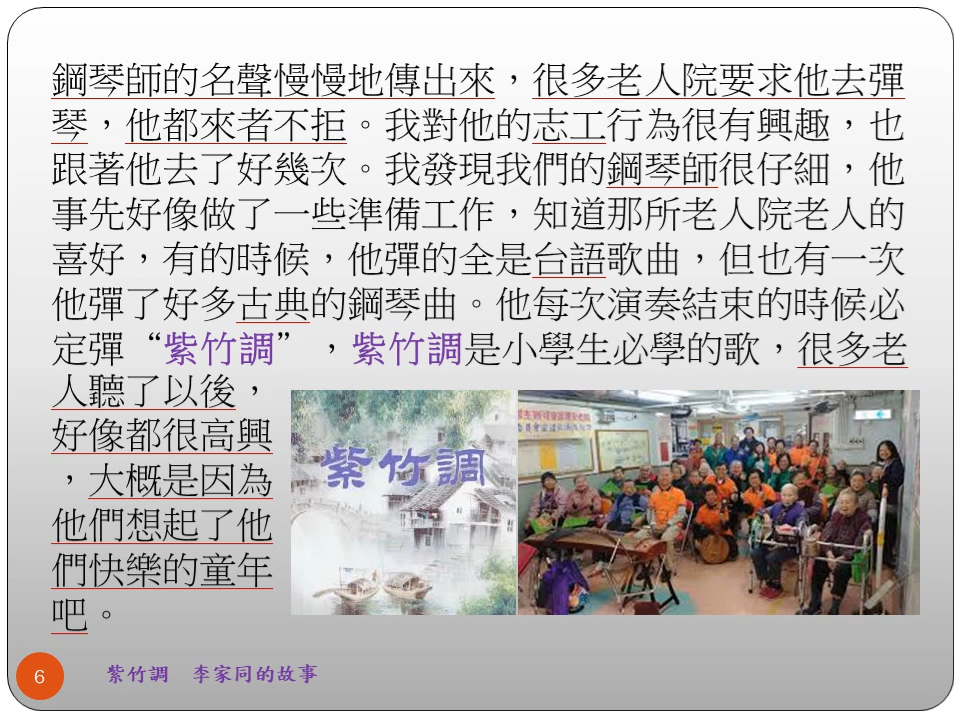 鋼琴師的名聲慢慢地傳出來，很多老人院要求他去彈
琴，他都來者不拒。我對他的志工行為很有興趣，也
跟著他去了好幾次。我發現我們的鋼琴師很仔細，他
事先好像做了一些準備工作，知道那所老人院老人的
喜好，有的時候，他彈的全是台語歌曲，但也有一次
他彈了好多古典的鋼琴曲。他每次演奏結束的時候必
定彈“紫竹調”，紫竹調是小學生必學的歌，很多老
人聽了以後，
好像都很高興
，大概是因為
他們想起了他
們快樂的童年
吧。
紫竹調
6
紫竹調　李家同的故事